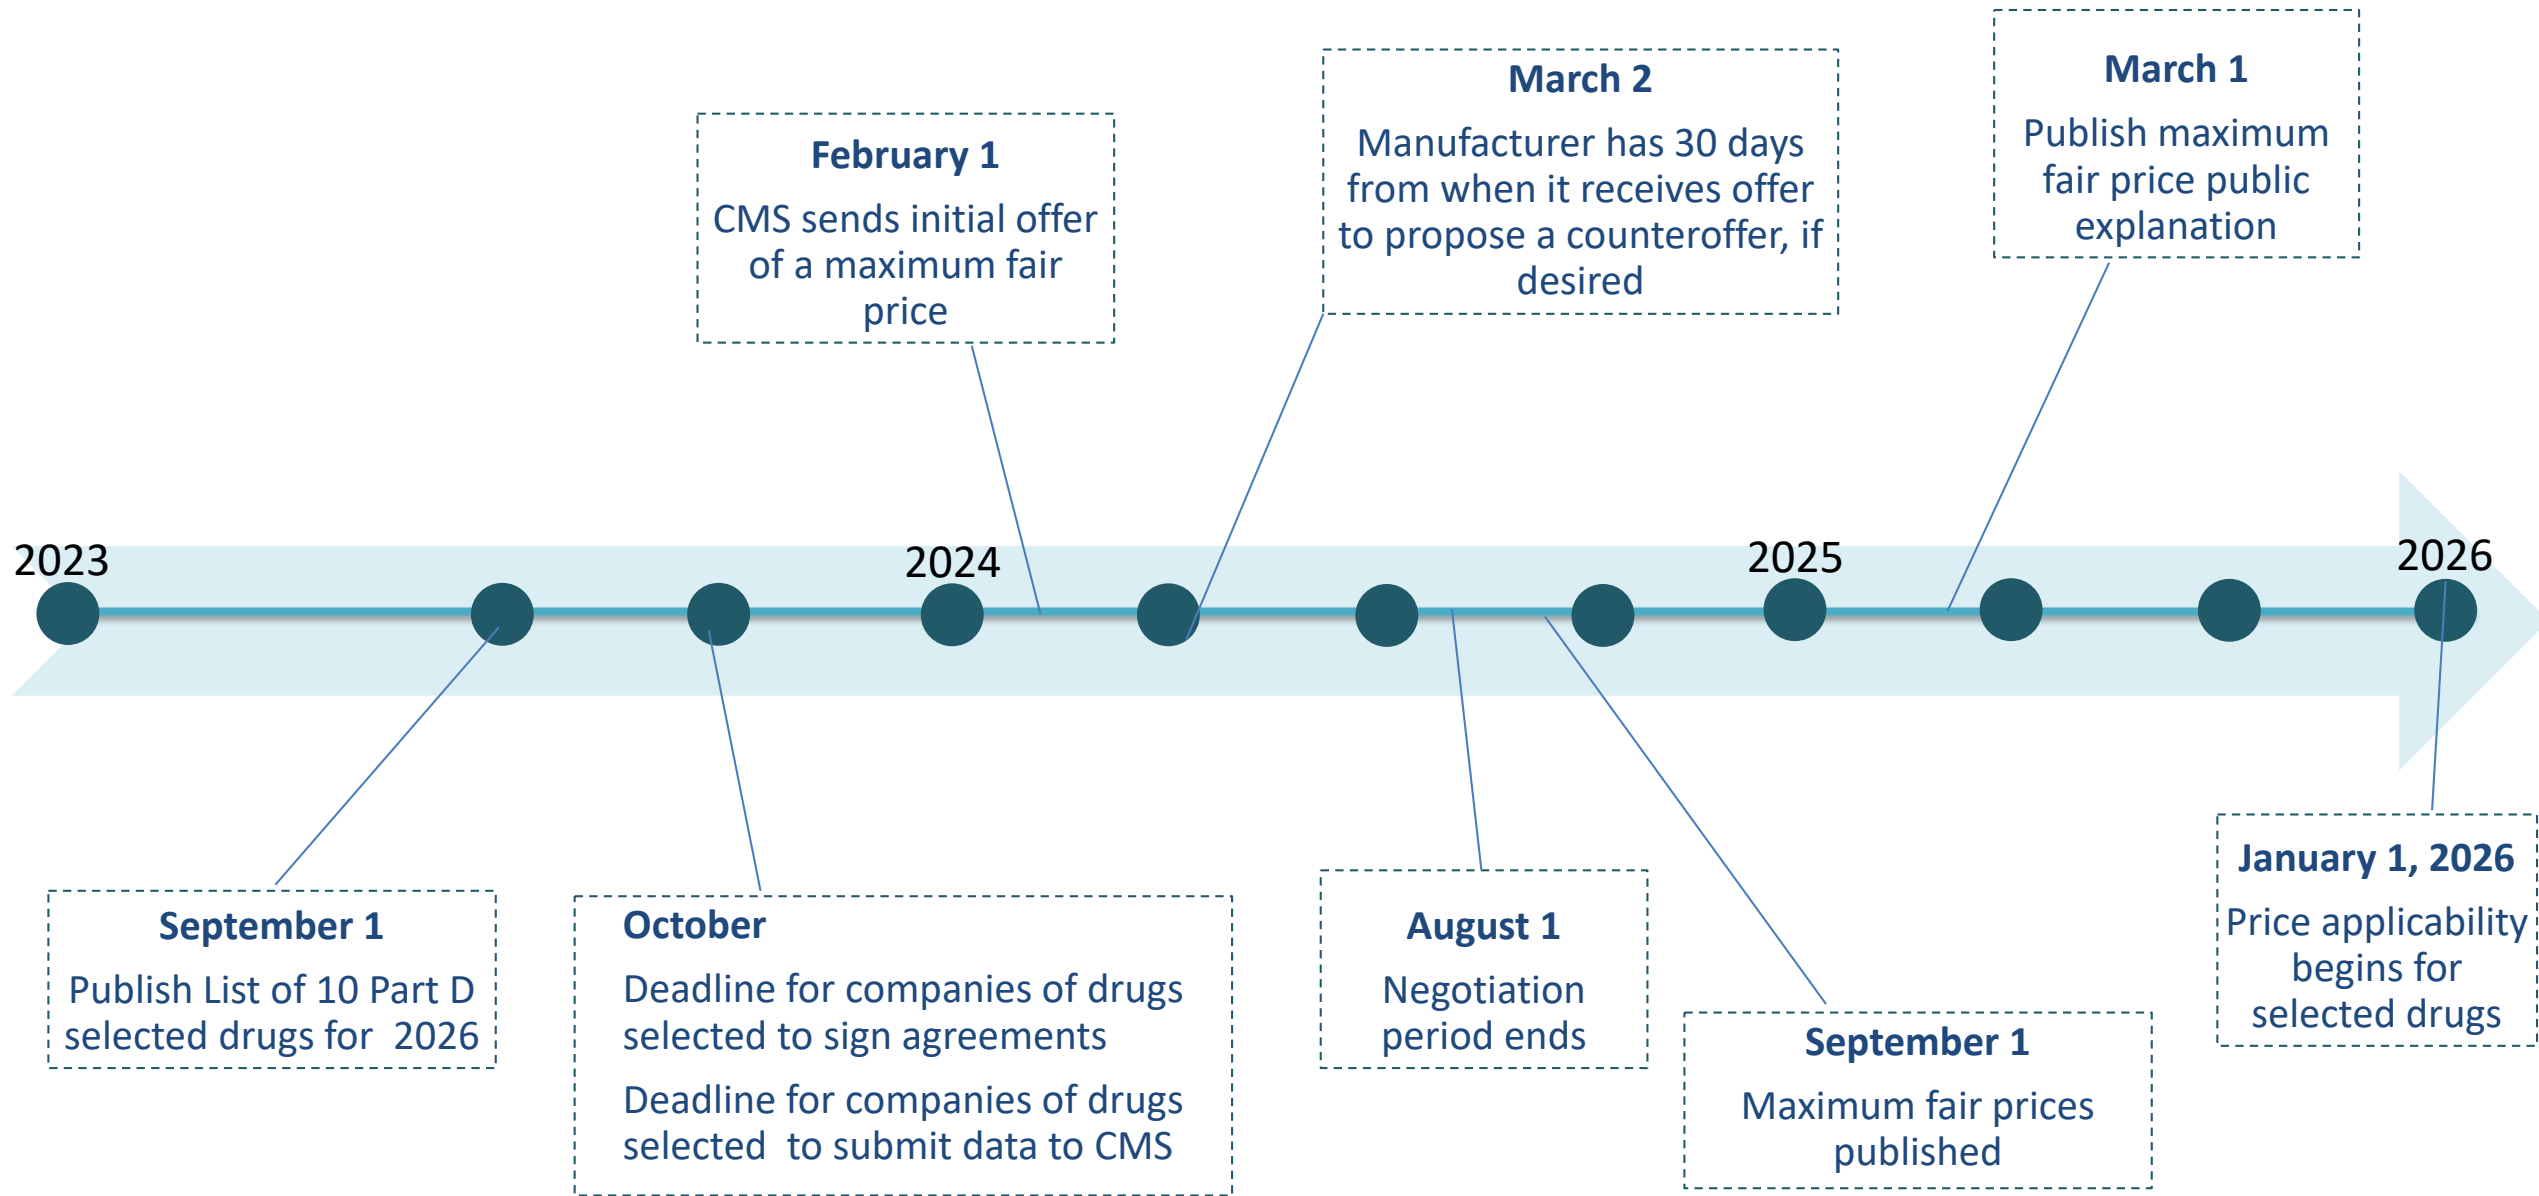 February 1
CMS sends initial offer
of a maximum fair
price
March 2
Manufacturer has 30 days
from when it receives offer
to propose a counteroffer, if
desired
March 1
Publish maximum
fair price public
explanation
2023
2024
2025
2026
September 1
Publish List of 10 Part D
selected drugs for 2026
October
Deadline for companies of drugs
selected to sign agreements
Deadline for companies of drugs
selected to submit data to CMS
August 1
Negotiation
period ends
September 1
Maximum fair prices
published
January 1, 2026
Price applicability
begins for
selected drugs